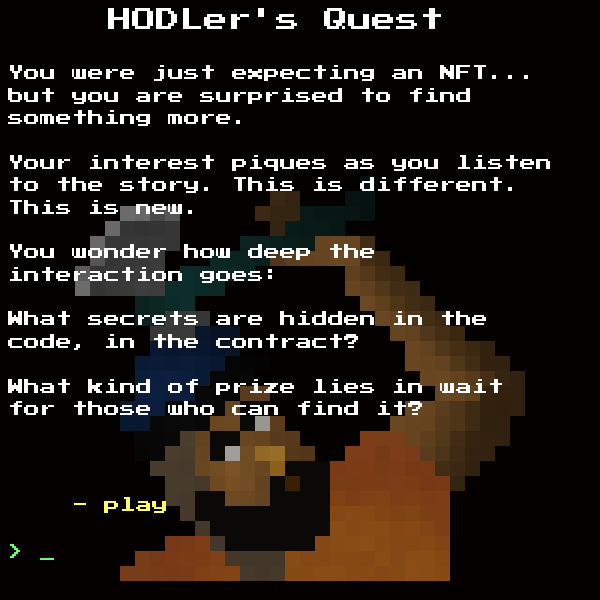 HODLer's Quest
You were just expecting an NFT...
but you are surprised to find
something more.
Your interest piques as you listen
to the story. This is different.
This is new.
You wonder how deep the
interaction goes:
What secrets are hidden in the
code, in the contract?
What kind of prize lies in wait
for those who can find it?
- play
> _